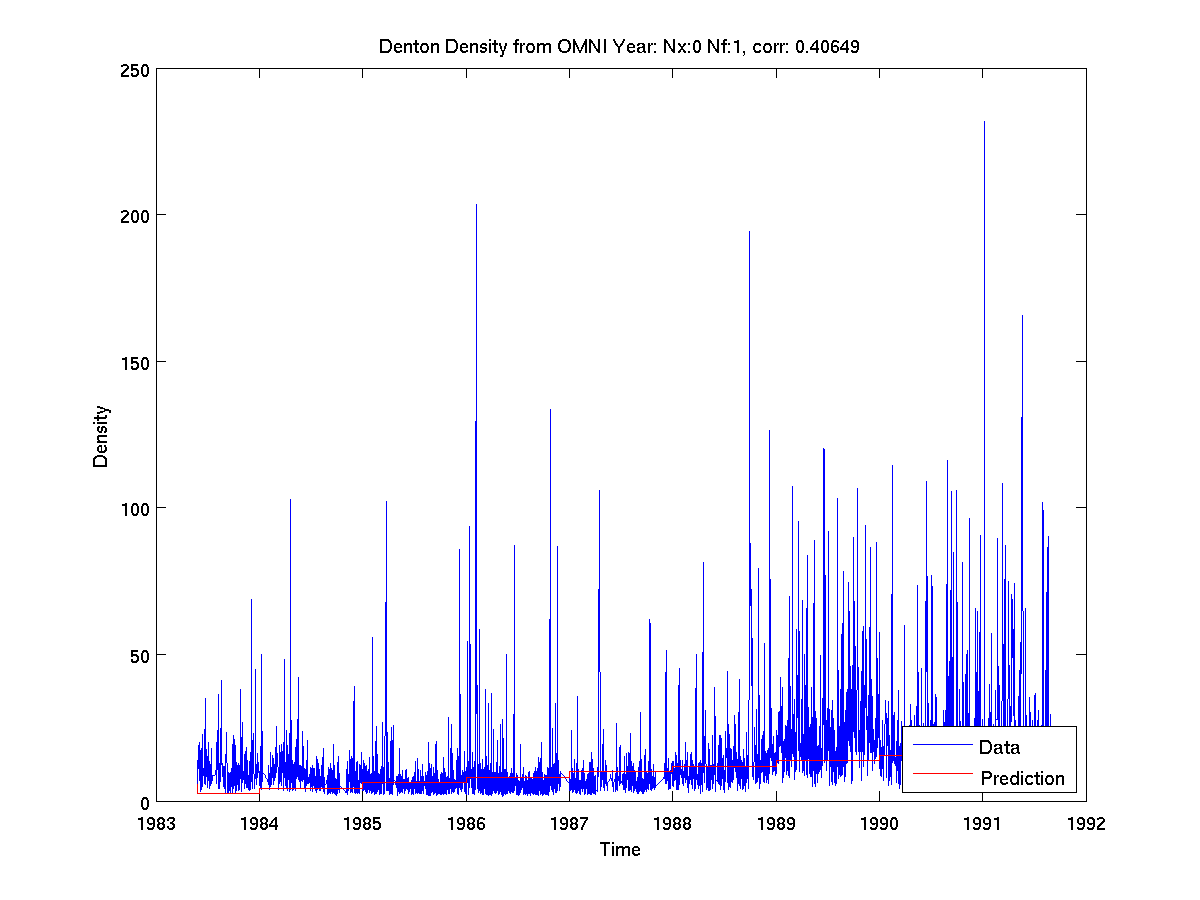 Denton Density from OMNI Year: Nx:0 Nf:1, corr: 0.40649
250
200
150
100
50
0
Density
Data
Prediction
1983 1984 1985 1986 1987 1988 1989 1990 1991 1992
Time